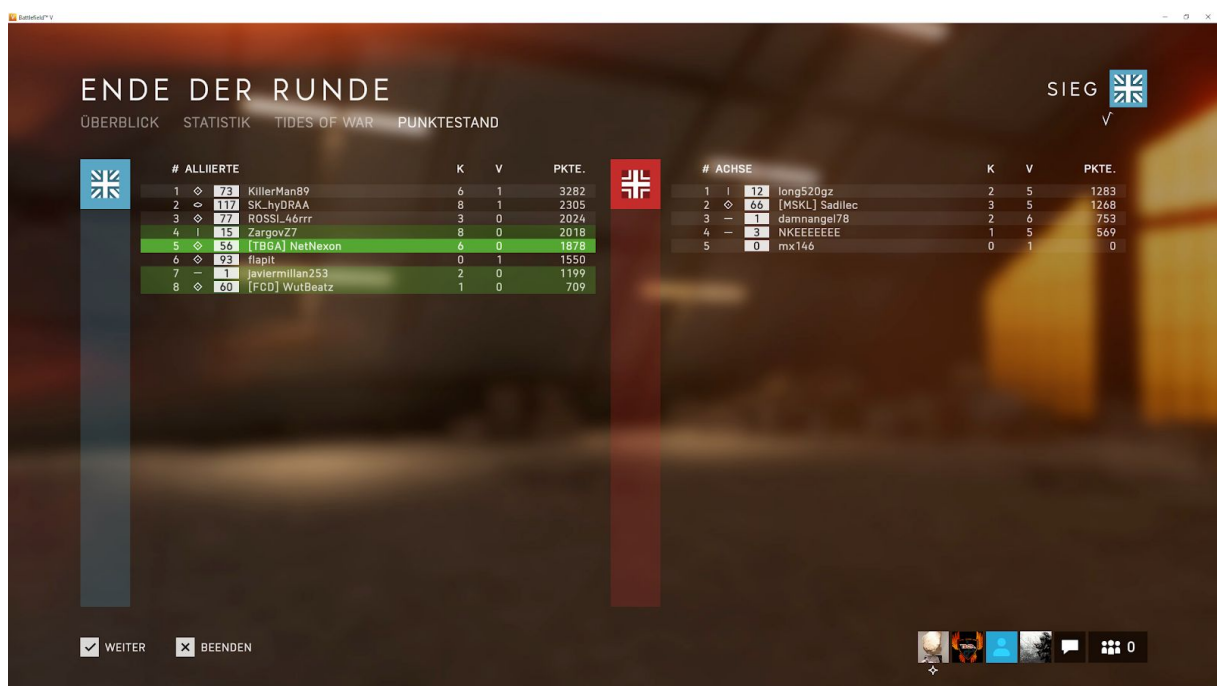 Battlefield™ V
ENDE DER RUNDE
SIEG
ÜBERBLICK STATISTIK TIDES OF WAR PUNKTESTAND
# ALLIIERTE K V PKTE.
1 73 KillerMan89 6 1 3282
2 117 SK_hyDRAA 8 1 2305
3 77 ROSSI_46rrr 3 0 2024
4 15 ZargovZ7 8 0 2018
5 56 [TBGA] NetNexon 6 0 1878
6 93 flapit 0 1 1550
7 1 javiermillan253 2 0 1199
8 60 [FCD] WutBeatz 1 0 709
# ACHSE K V PKTE.
1 12 long520gz 2 5 1283
2 66 [MSKL] Sadilec 3 5 1268
3 1 damnangel78 2 6 753
4 3 NKEEEEEEE 1 5 569
5 0 mx146 0 1 0
WEITER BEENDEN
0